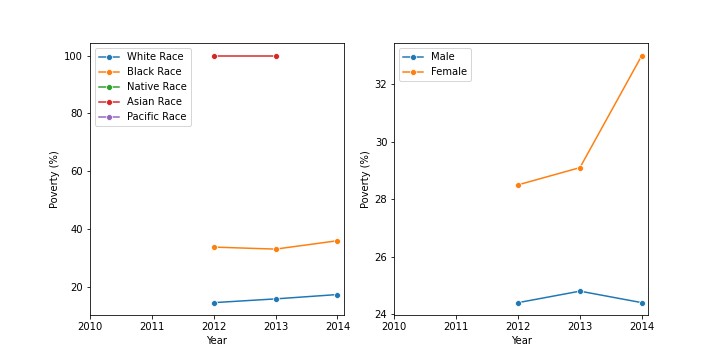 White Race
Black Race
Native Race
Asian Race
Pacific Race
100
80
60
40
20
Poverty (%)
2010 2011 2012 2013 2014
Year
Male
Female
32
30
28
26
24
Poverty (%)
2010 2011 2012 2013 2014
Year